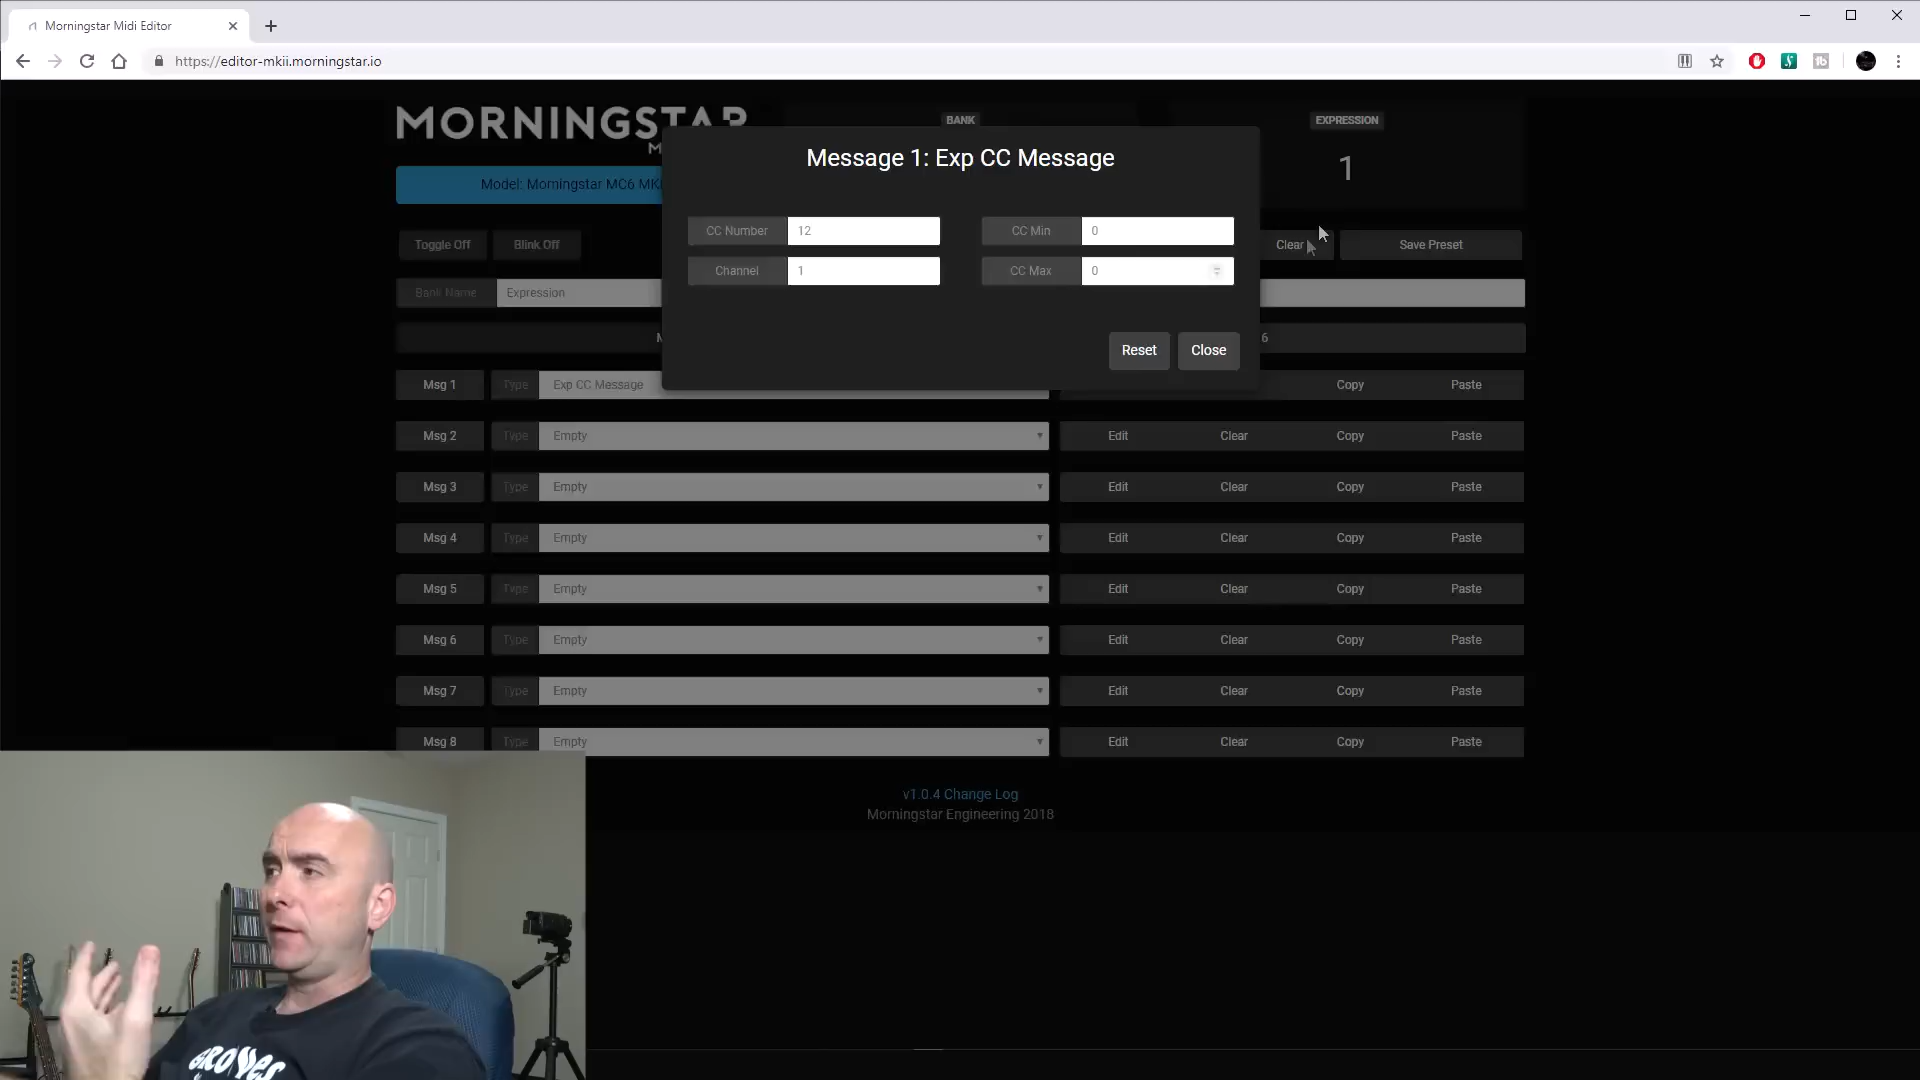 Morningstar Midi Editor
https://editor-mkii.morningstar.io
MORNINGSTAR
BANK
EXPRESSION
1
Model: Morningstar MC6 MKI
Message 1: Exp CC Message
CC Number 12
CC Min 0
Channel 1
CC Max 0
Reset
Close
Toggle Off
Blink Off
Clear
Save Preset
Bank Name Expression
6
Msg 1 Type Exp CC Message Copy Paste
Msg 2 Type Empty Edit Clear Copy Paste
Msg 3 Type Empty Edit Clear Copy Paste
Msg 4 Type Empty Edit Clear Copy Paste
Msg 5 Type Empty Edit Clear Copy Paste
Msg 6 Type Empty Edit Clear Copy Paste
Msg 7 Type Empty Edit Clear Copy Paste
Msg 8 Type Empty Edit Clear Copy Paste
v1.0.4 Change Log
Morningstar Engineering 2018